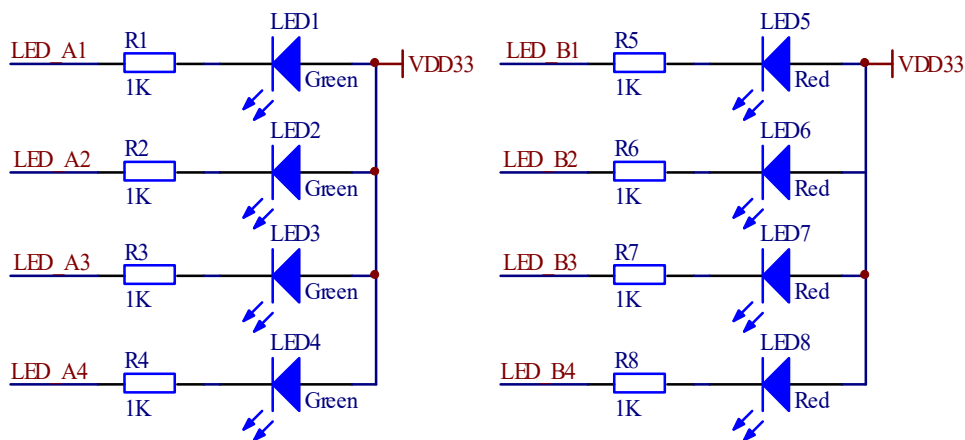 LED_A1 R1 1K LED1 Green VDD33
LED_A2 R2 1K LED2 Green
LED_A3 R3 1K LED3 Green
LED_A4 R4 1K LED4 Green
LED_B1 R5 1K LED5 Red VDD33
LED_B2 R6 1K LED6 Red
LED_B3 R7 1K LED7 Red
LED_B4 R8 1K LED8 Red